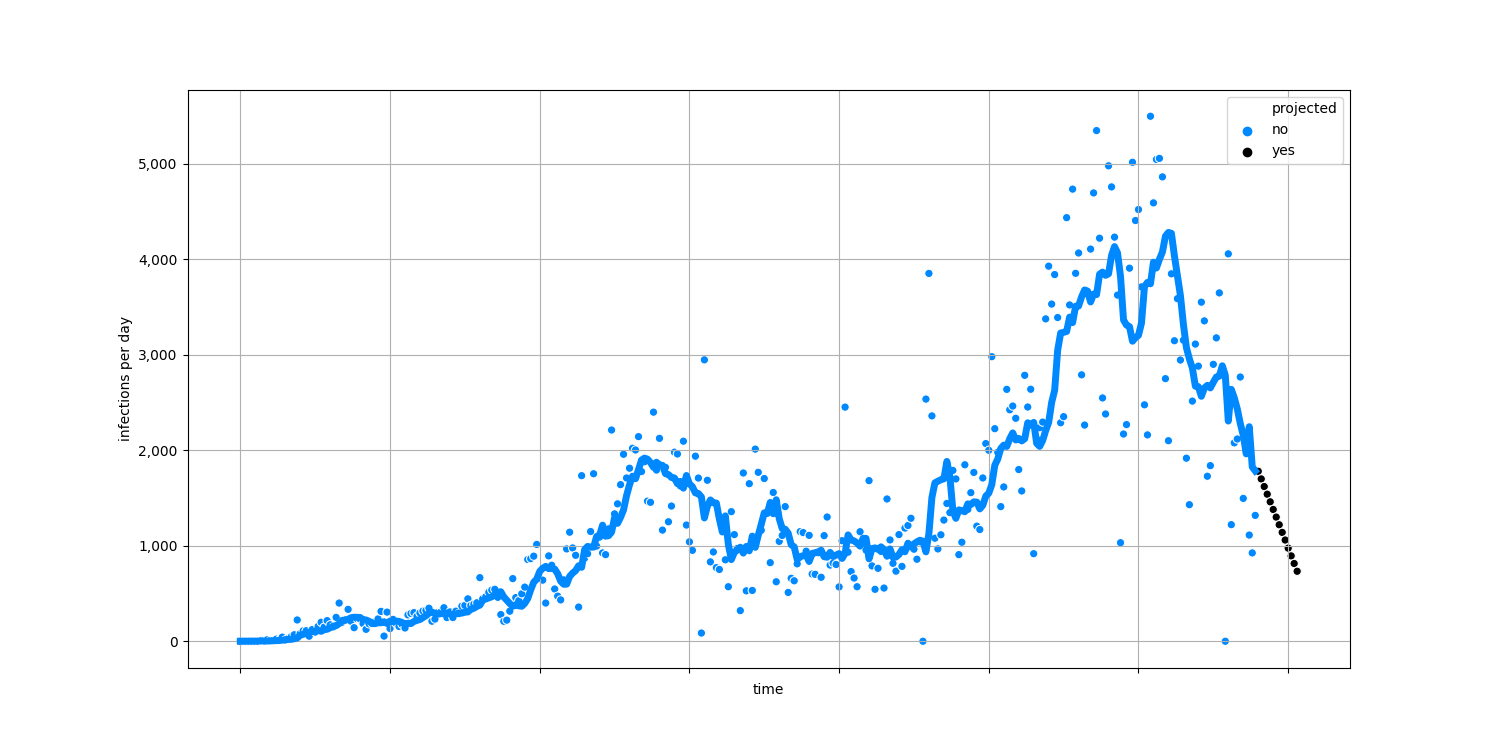 projected
no
yes
5,000
4,000
3,000
2,000
1,000
0
infections per day
time